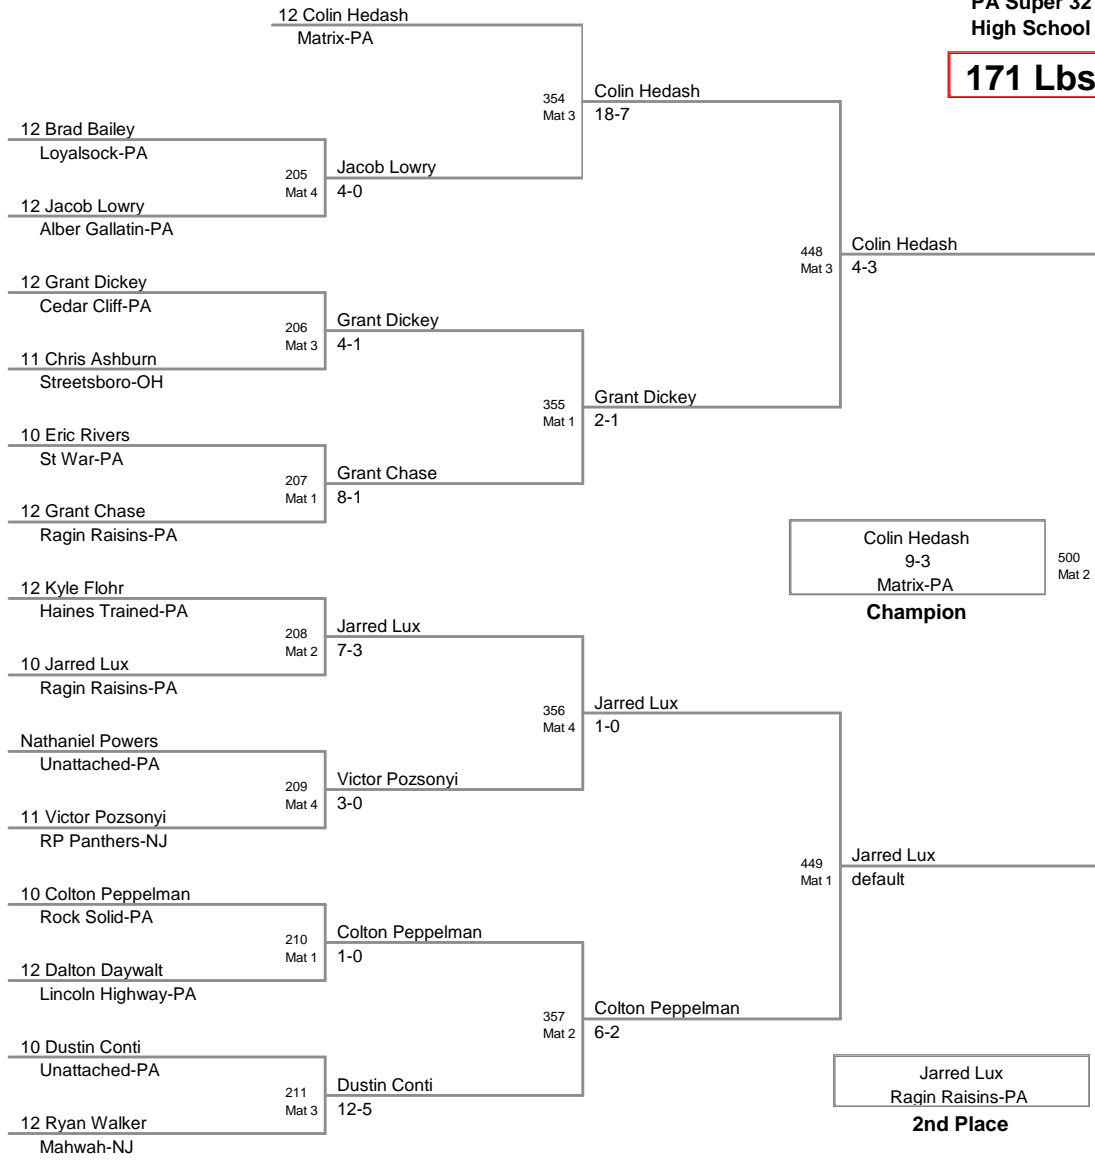 PA Super 32
High School
171 Lbs
12 Colin Hedash
Matrix-PA
354
Mat 3
Colin Hedash
18-7
12 Brad Bailey
Loyalsock-PA
205
Mat 4
Jacob Lowry
4-0
12 Jacob Lowry
Alber Gallatin-PA
448
Mat 3
Colin Hedash
4-3
12 Grant Dickey
Cedar Cliff-PA
206
Mat 3
Grant Dickey
4-1
11 Chris Ashburn
Streetsboro-OH
355
Mat 1
Grant Dickey
2-1
10 Eric Rivers
St War-PA
207
Mat 1
Grant Chase
8-1
12 Grant Chase
Ragin Raisins-PA
Colin Hedash
9-3
Matrix-PA
500
Mat 2
Champion
12 Kyle Flohr
Haines Trained-PA
208
Mat 2
Jarred Lux
7-3
10 Jarred Lux
Ragin Raisins-PA
356
Mat 4
Jarred Lux
1-0
Nathaniel Powers
Unattached-PA
209
Mat 4
Victor Pozsonyi
3-0
11 Victor Pozsonyi
RP Panthers-NJ
449
Mat 1
Jarred Lux
default
10 Colton Peppelman
Rock Solid-PA
210
Mat 1
Colton Peppelman
1-0
12 Dalton Daywalt
Lincoln Highway-PA
357
Mat 2
Colton Peppelman
6-2
10 Dustin Conti
Unattached-PA
211
Mat 3
Dustin Conti
12-5
12 Ryan Walker
Mahwah-NJ
Jarred Lux
Ragin Raisins-PA
2nd Place